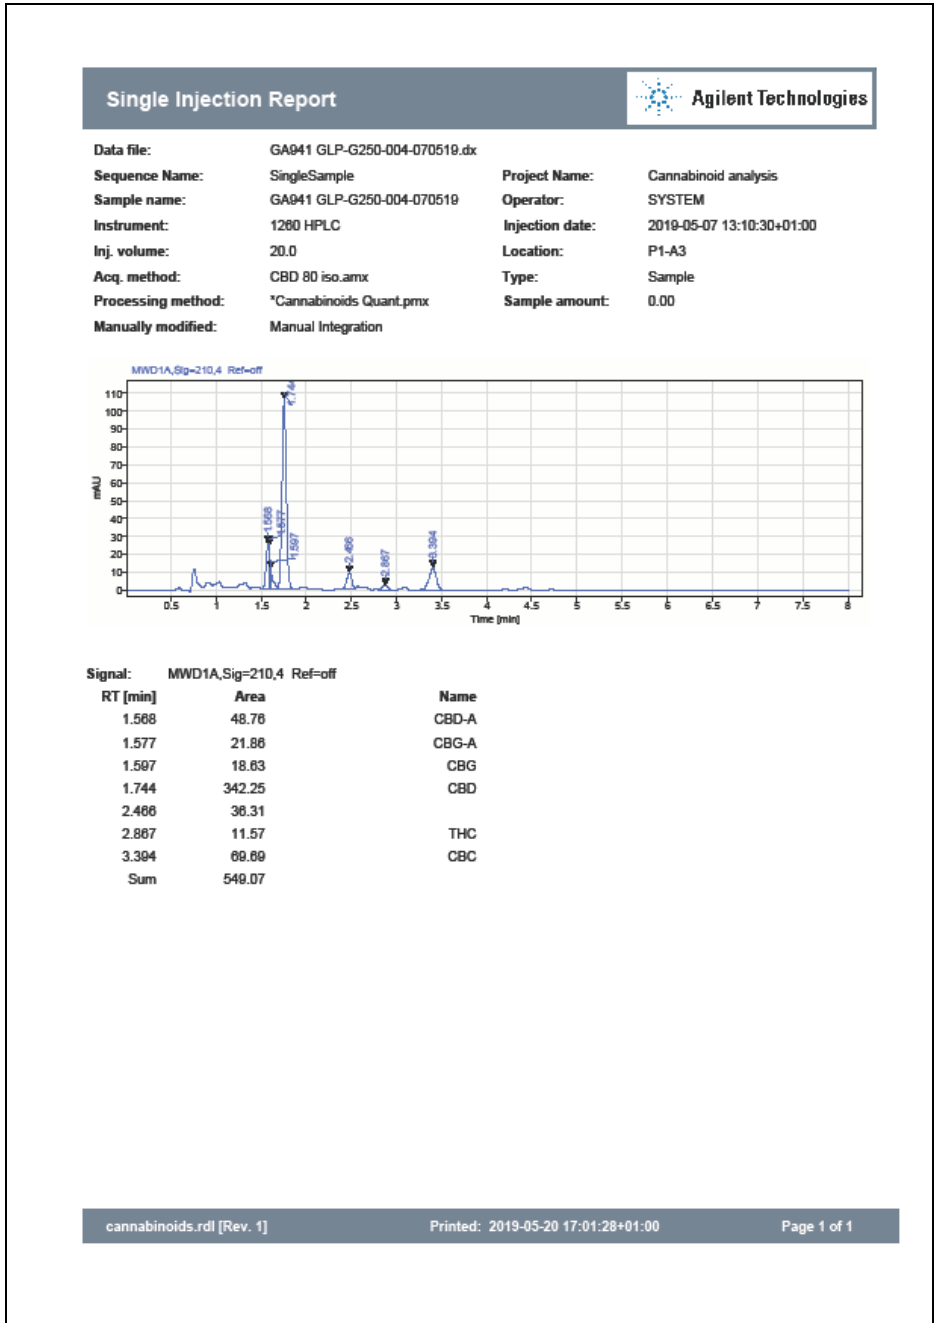 Single Injection Report
Agilent Technologies
Data file: GA941 GLP-G250-004-070519.dx
Sequence Name: SingleSample Project Name: Cannabinoid analysis
Sample name: GA941 GLP-G250-004-070519 Operator: SYSTEM
Instrument: 1260 HPLC Injection date: 2019-05-07 13:10:30+01:00
Inj. volume: 20.0 Location: P1-A3
Acq. method: CBD 80 iso.amx Type: Sample
Processing method: *Cannabinoids Quant.pmx Sample amount: 0.00
Manually modified: Manual Integration
MWD1A,Sig=210,4 Ref=off
mAU
110
100
90
80
70
60
50
40
30
20
10
0
1.744
1.568
1.577
1.597
2.466
2.867
3.394
0.5 1 1.5 2 2.5 3 3.5 4 4.5 5 5.5 6 6.5 7 7.5 8
Time [min]
Signal: MWD1A,Sig=210,4 Ref=off
RT [min] Area Name
1.568 48.76 CBD-A
1.577 21.86 CBG-A
1.597 18.63 CBG
1.744 342.25 CBD
2.466 36.31
2.867 11.57 THC
3.394 69.69 CBC
Sum 549.07
cannabinoids.rdl [Rev. 1] Printed: 2019-05-20 17:01:28+01:00 Page 1 of 1